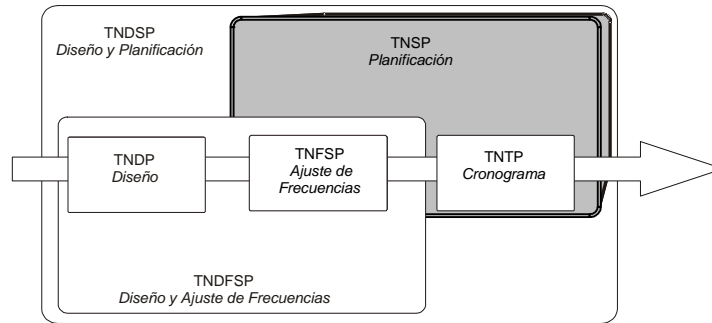 TNDSP
Diseño y Planificación
TNSP
Planificación
TNDP
Diseño
TNFSP
Ajuste de
Frecuencias
TNTP
Cronograma
TNDFSP
Diseño y Ajuste de Frecuencias